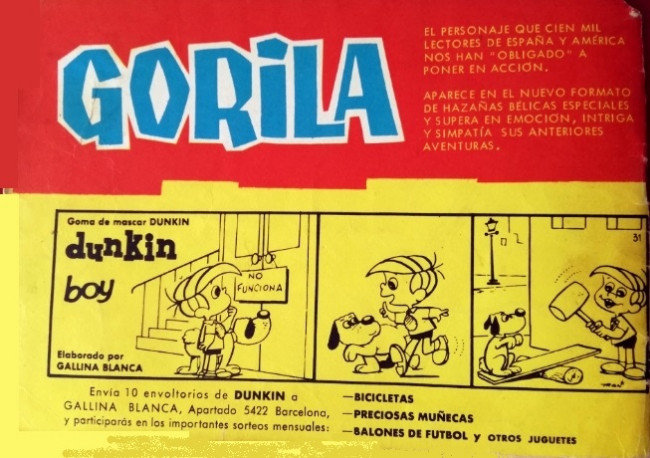 GORILA
EL PERSONAJE QUE CIEN MIL
LECTORES DE ESPAÑA Y AMÉRICA
NOS HAN "OBLIGADO" A
PONER EN ACCIÓN.
APARECE EN EL NUEVO FORMATO
DE HAZAÑAS BÉLICAS ESPECIALES
Y SUPERA EN EMOCIÓN, INTRIGA
Y SIMPATÍA SUS ANTERIORES
AVENTURAS.
Goma de mascar DUNKIN
dunkin
boy
Elaborado por
GALLINA BLANCA
NO
FUNCIONA
31
Envía 10 envoltorios de DUNKIN a
GALLINA BLANCA, Apartado 5422 Barcelona,
y participarás en los importantes sorteos mensuales:
—BICICLETAS
—PRECIOSAS MUÑECAS
—BALONES DE FUTBOL y OTROS JUGUETES